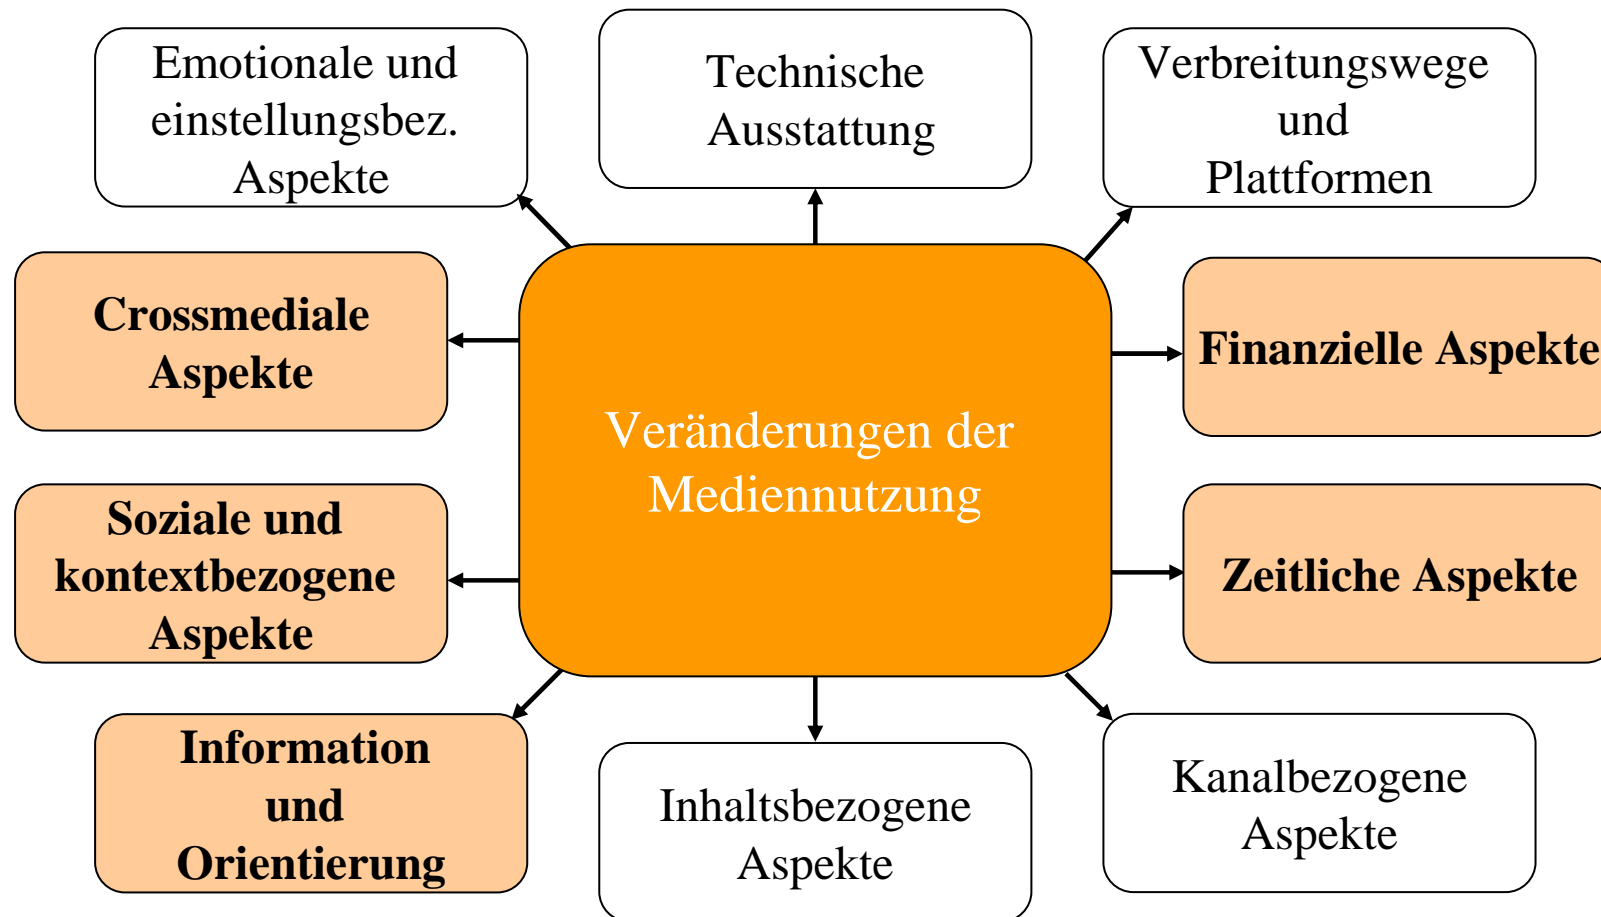 Emotionale und
einstellungsbez.
Aspekte
Technische
Ausstattung
Verbreitungswege
und
Plattformen
Crossmediale
Aspekte
Finanzielle Aspekte
Veränderungen der
Mediennutzung
Soziale und
kontextbezogene
Aspekte
Zeitliche Aspekte
Information
und
Orientierung
Inhaltsbezogene
Aspekte
Kanalbezogene
Aspekte